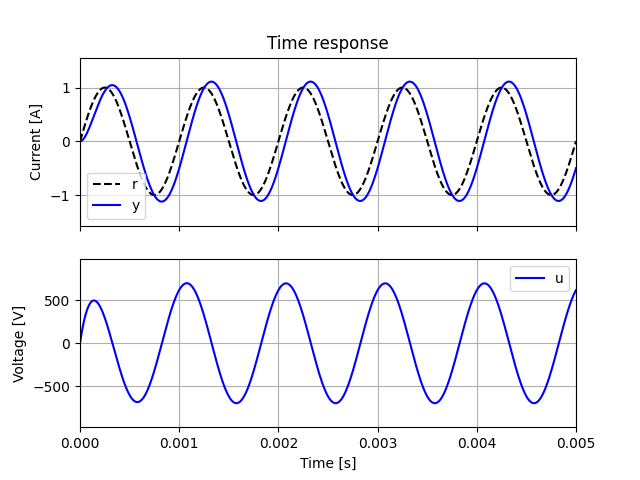 Time response
Current [A]
1
0
−1
r
y
Voltage [V]
500
0
−500
u
0.000 0.001 0.002 0.003 0.004 0.005
Time [s]